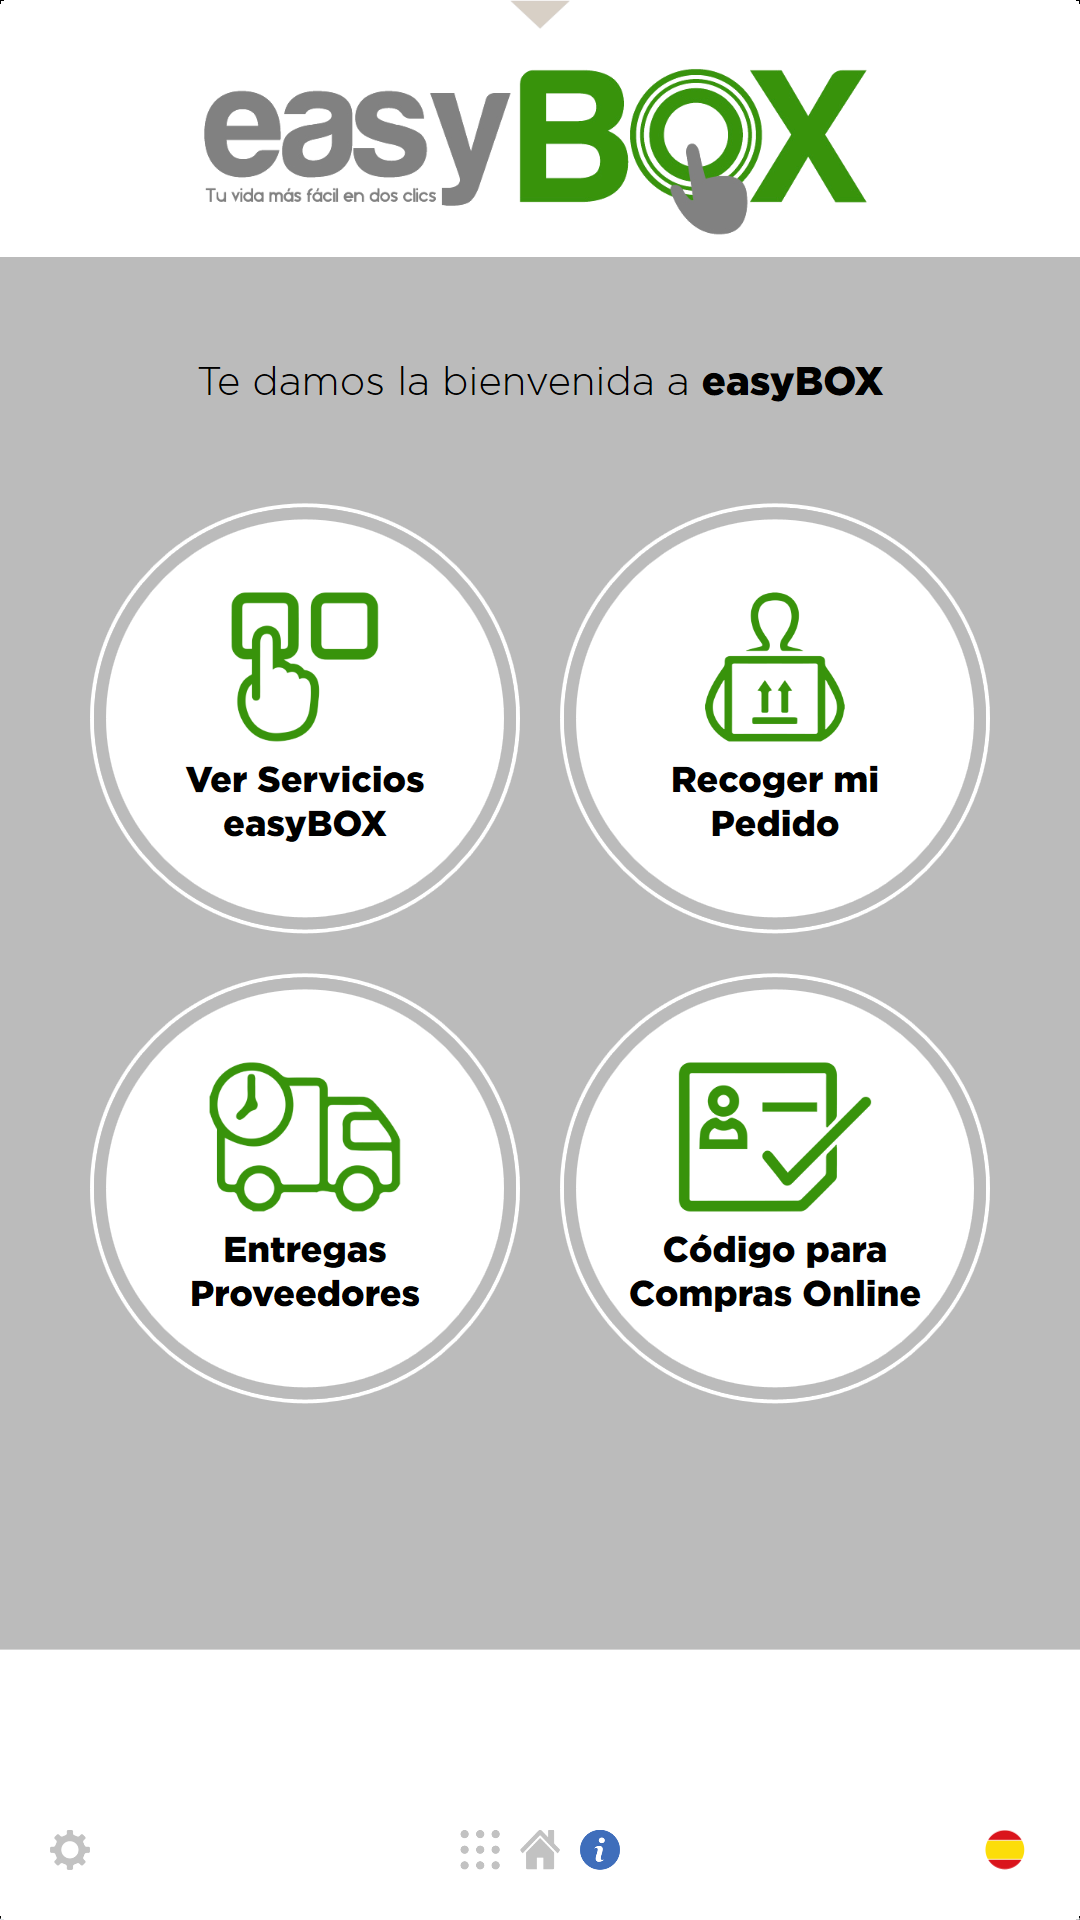 easyBOX
Tu vida más fácil en dos clics
Te damos la bienvenida a easyBOX
Ver Servicios
easyBOX
Recoger mi
Pedido
Entregas
Proveedores
Código para
Compras Online
i